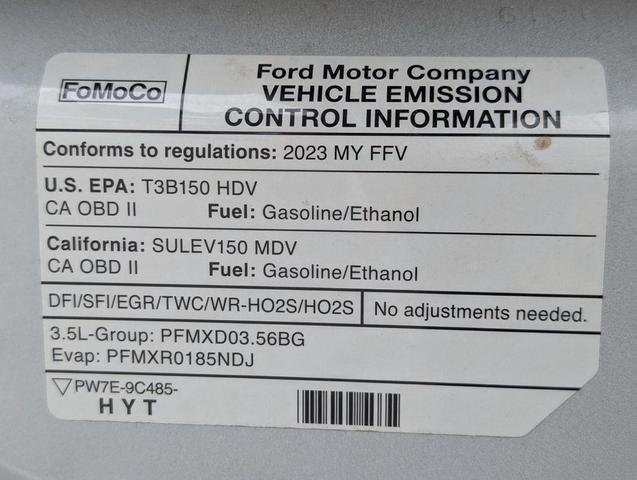 FoMoCo
Ford Motor Company
VEHICLE EMISSION
CONTROL INFORMATION
Conforms to regulations: 2023 MY FFV
U.S. EPA: T3B150 HDV
CA OBD II Fuel: Gasoline/Ethanol
California: SULEV150 MDV
CA OBD II Fuel: Gasoline/Ethanol
DFI/SFI/EGR/TWC/WR-HO2S/HO2S No adjustments needed.
3.5L-Group: PFMXD03.56BG
Evap: PFMXR0185NDJ
PW7E-9C485-
HYT